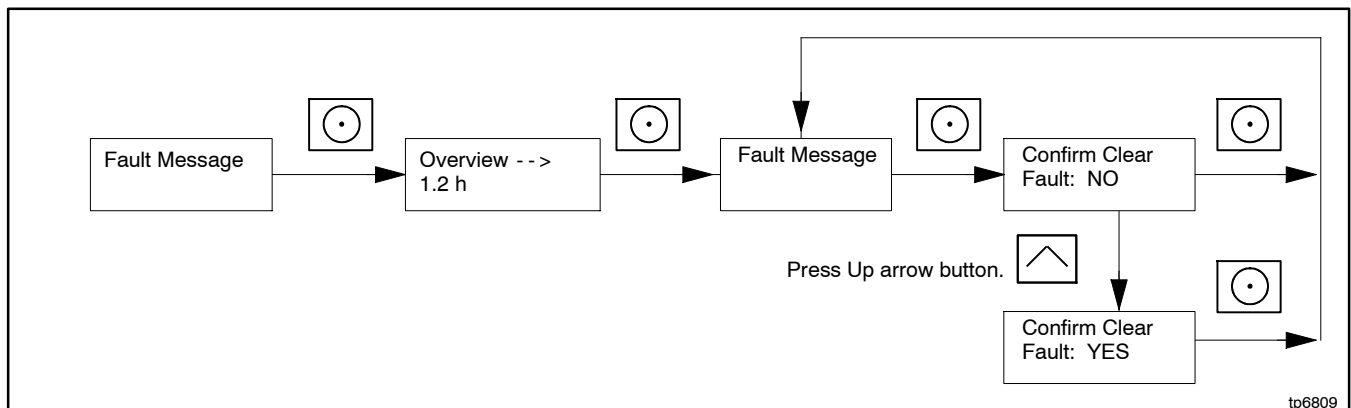 Fault Message
Overview - - >
1.2 h
Fault Message
Confirm Clear
Fault: NO
Press Up arrow button.
Confirm Clear
Fault: YES
tp6809